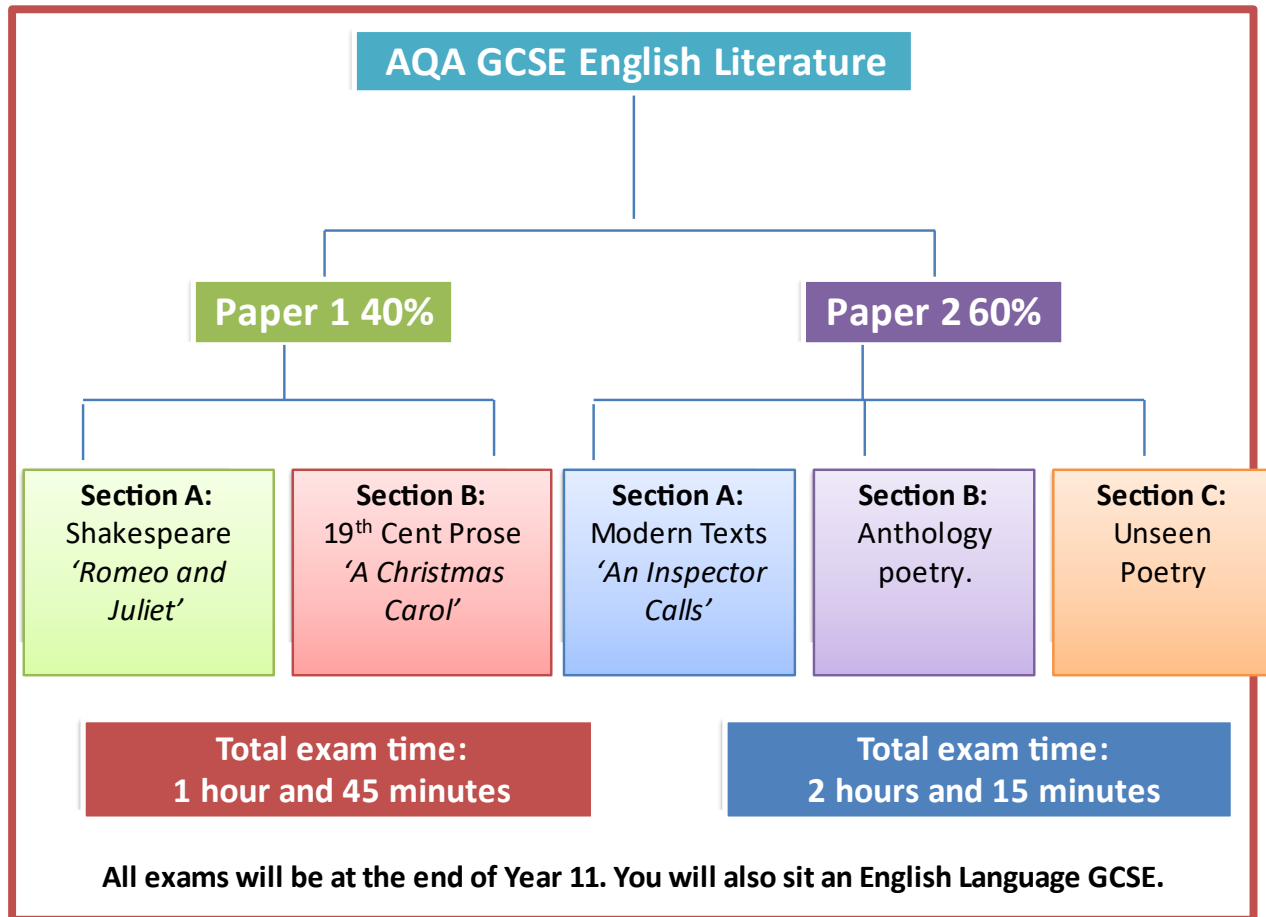 AQA GCSE English Literature
Paper 1 40%
Paper 2 60%
Section A:
Shakespeare
‘Romeo and
Juliet’
Section B:
19th Cent Prose
‘A Christmas
Carol’
Section A:
Modern Texts
‘An Inspector
Calls’
Section B:
Anthology
poetry.
Section C:
Unseen
Poetry
Total exam time:
1 hour and 45 minutes
Total exam time:
2 hours and 15 minutes
All exams will be at the end of Year 11. You will also sit an English Language GCSE.